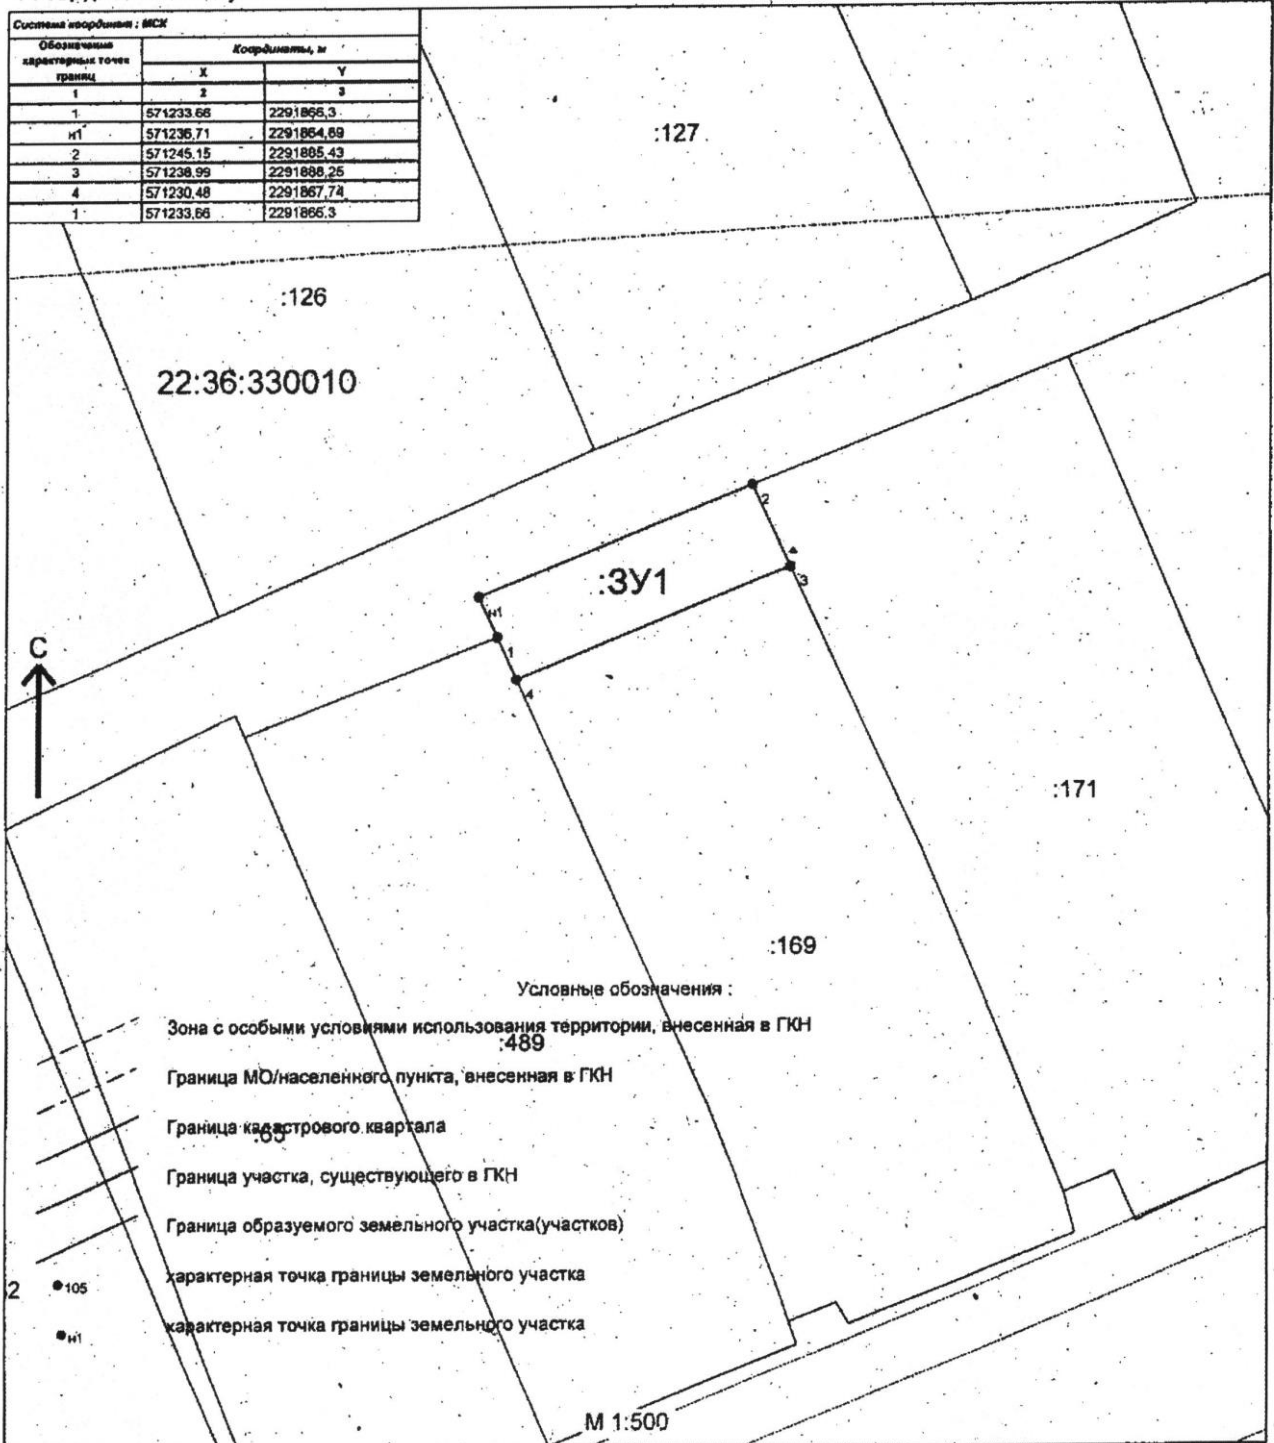 Система координат : МСК
Обозначение характерных точек границ
Координаты, м
X Y
1 2 3
1 571233.66 2291866,3
н1 571236,71 2291864,69
2 571245.15 2291885,43
3 571238,99 2291888,25
4 571230,48 2291867,74
1 571233,66 2291866,3
:127
:126
22:36:330010
2
:ЗУ1
3
н1
1
С
4
:171
:169
Условные обозначения :
Зона с особыми условиями использования территории, внесенная в ГКН
:489
Граница МО/населенного пункта, внесенная в ГКН
Граница кадастрового квартала
:65
Граница участка, существующего в ГКН
Граница образуемого земельного участка(участков)
характерная точка границы земельного участка
2
105
характерная точка границы земельного участка
н1
М 1:500